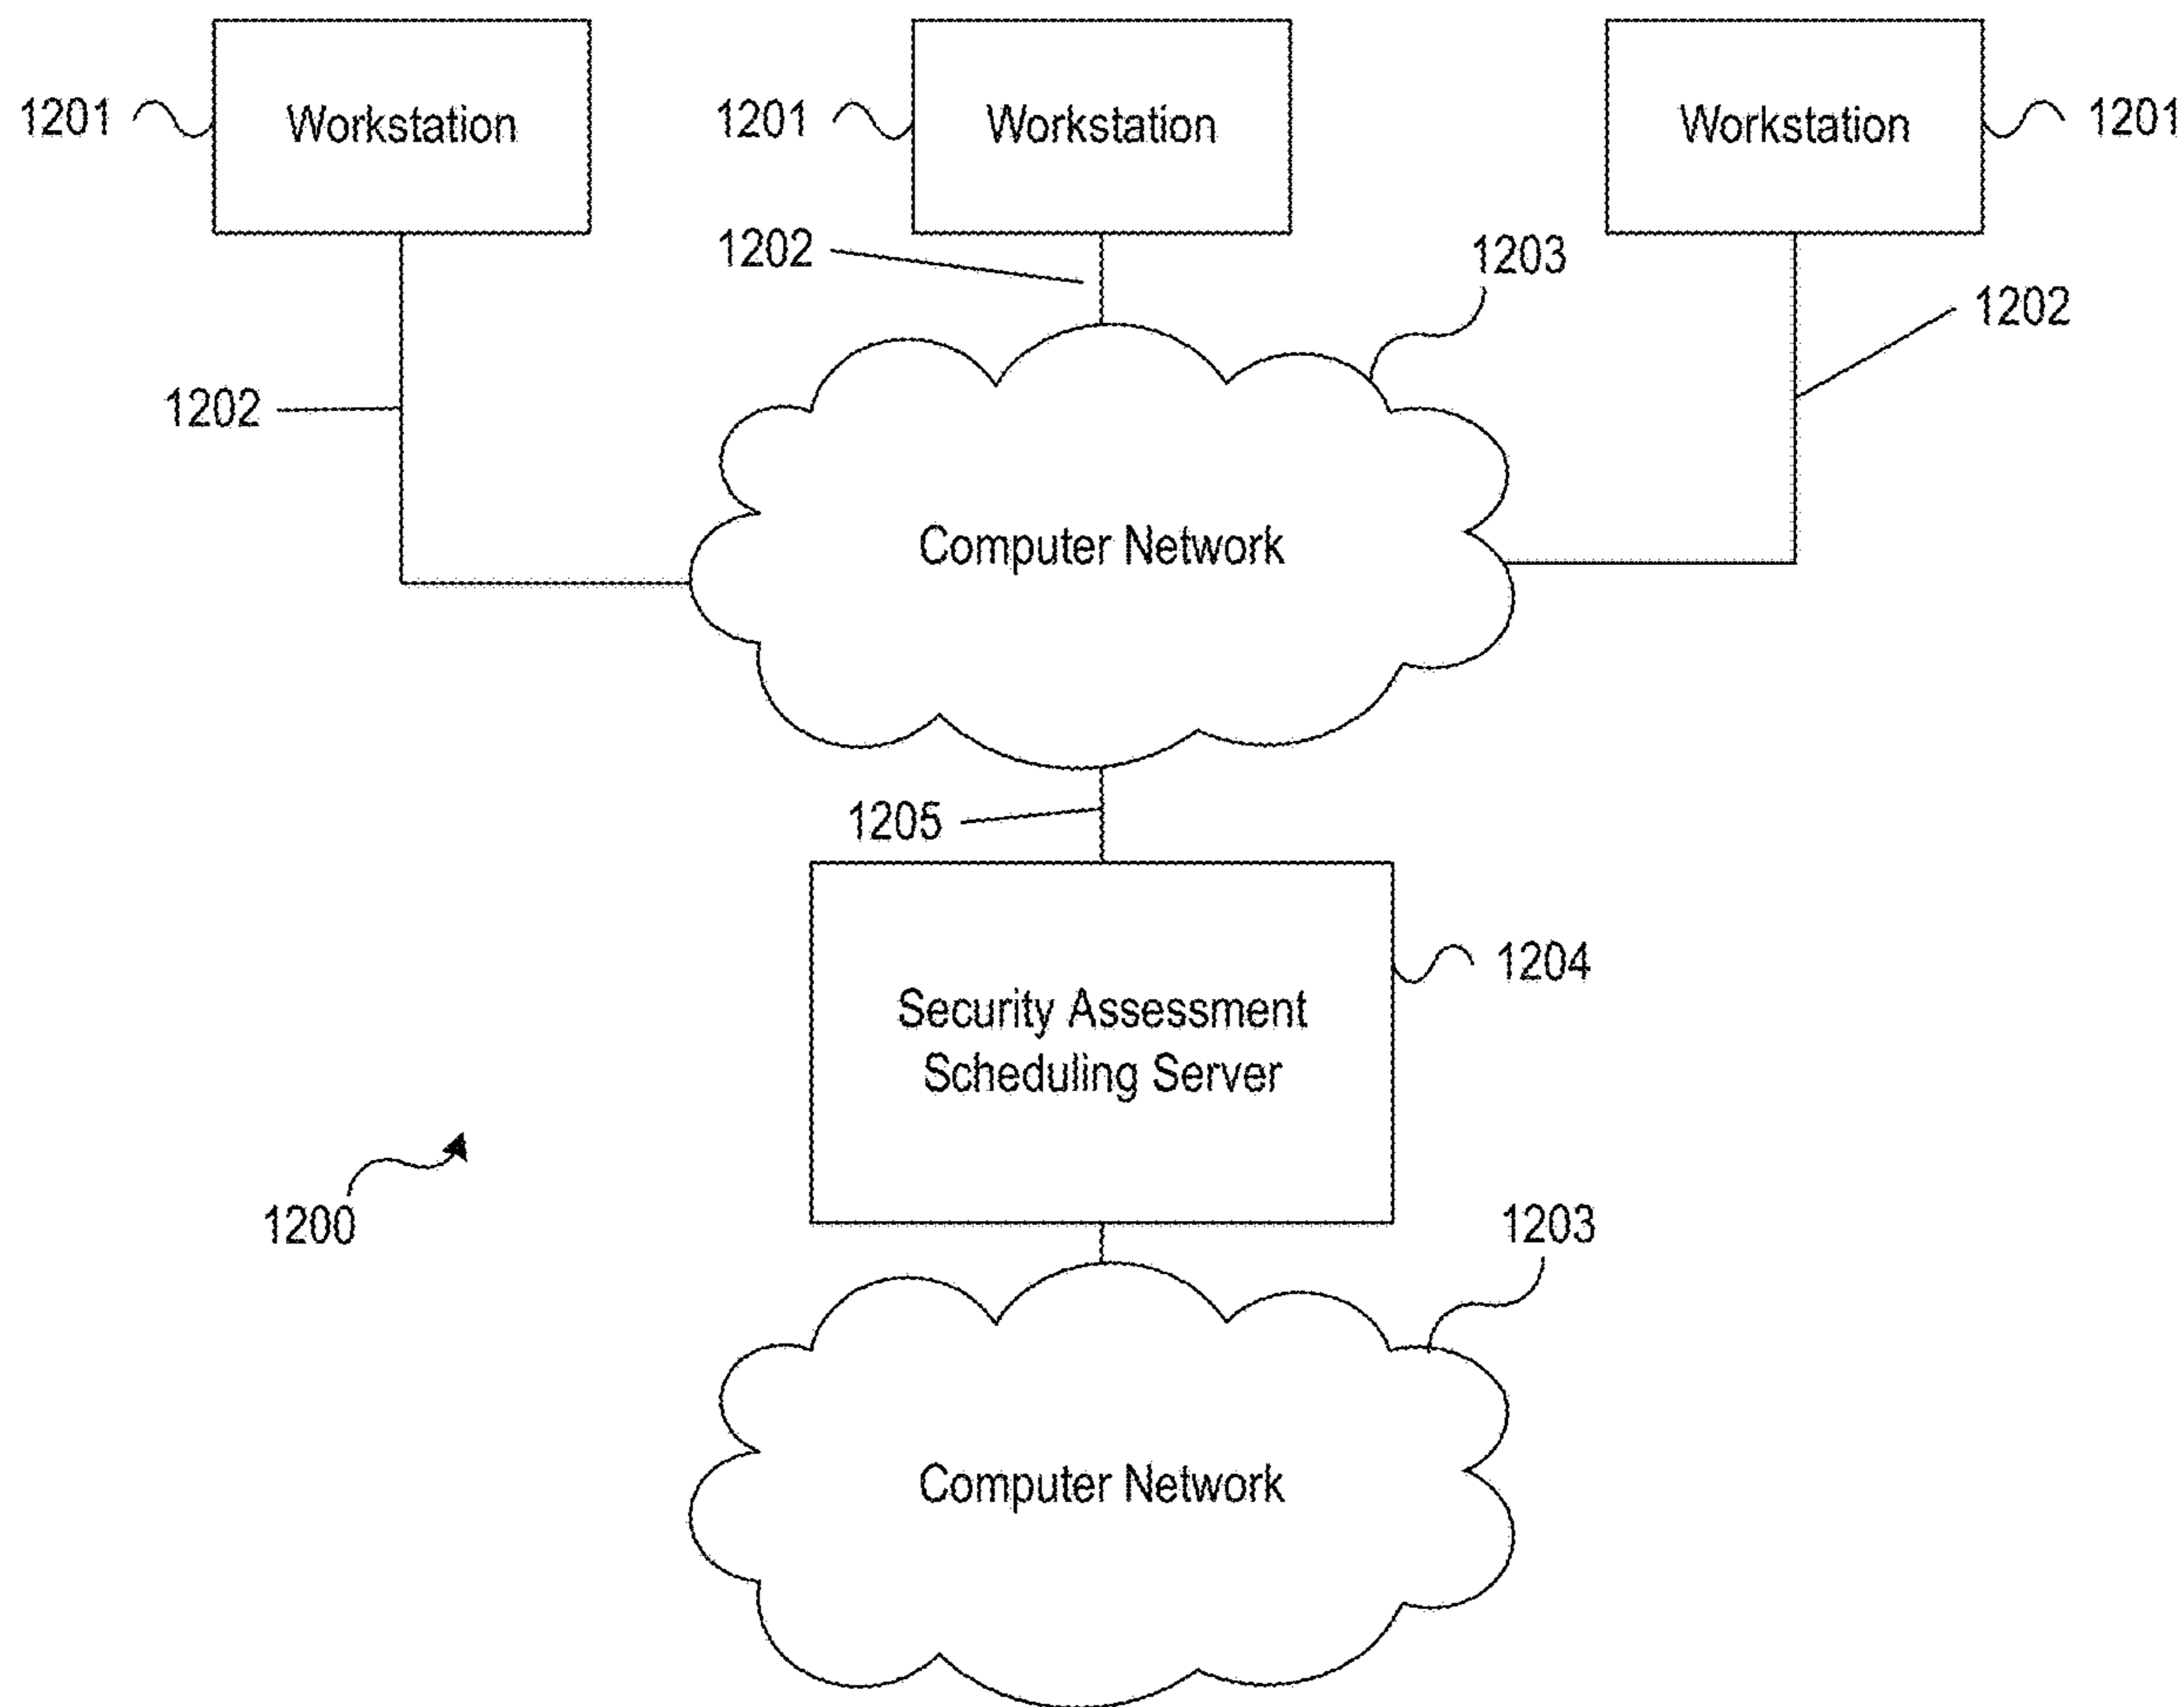 1201
Workstation
1201
Workstation
Workstation
1201
1202
1203
1202
1202
Computer Network
1205
1204
Security Assessment
Scheduling Server
1200
1203
Computer Network